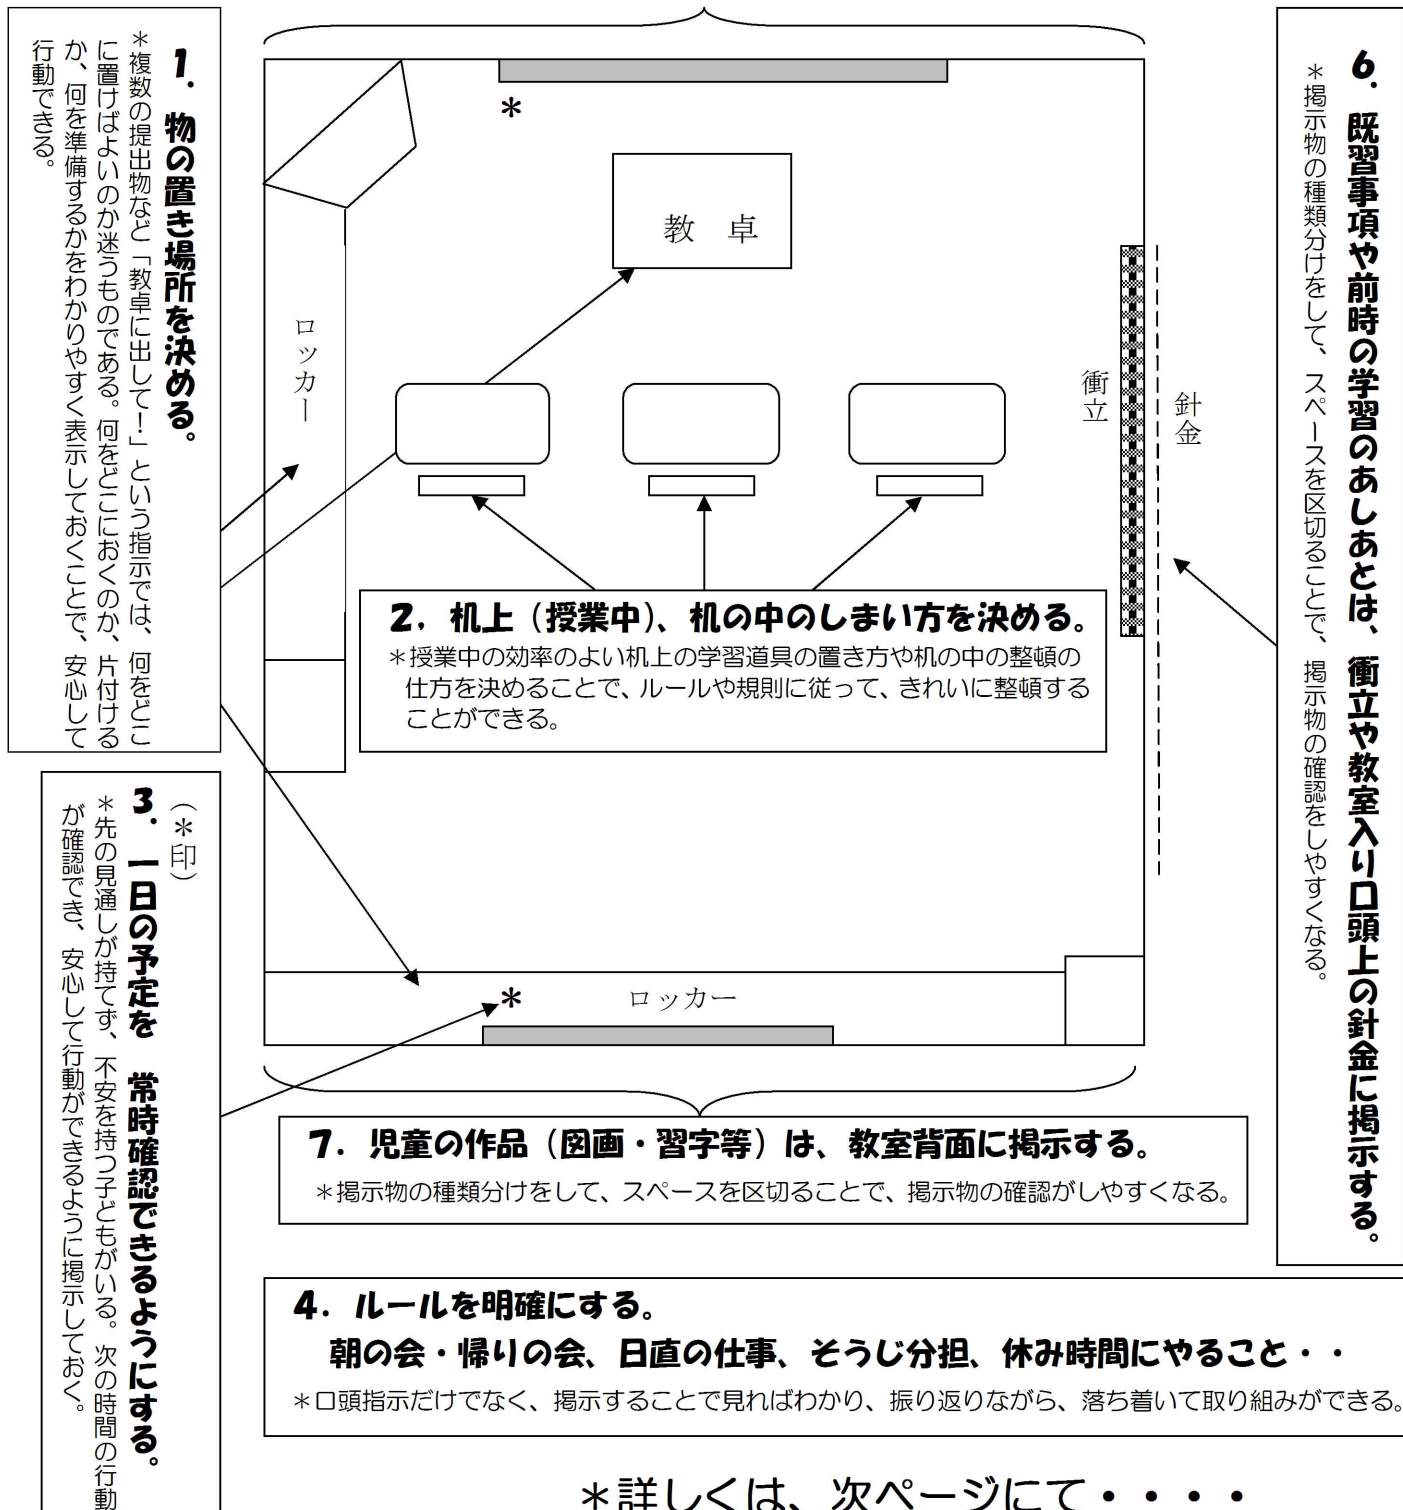 1. 物の置き場所を決める。
＊複数の提出物など「教卓に出して！」という指示では、何をどこ
に置けばよいのか迷うものである。何をどこにおくのか、片付ける
か、何を準備するかをわかりやすく表示しておくことで、安心して
行動できる。
＊
教　卓
ロッカー
衝立
針金
2. 机上（授業中）、机の中のしまい方を決める。
＊授業中の効率のよい机上の学習道具の置き方や机の中の整頓の
仕方を決めることで、ルールや規則に従って、きれいに整頓する
ことができる。
（＊印）
3. 一日の予定を　常時確認できるようにする。
＊先の見通しが持てず、不安を持つ子どもがいる。次の時間の行動
が確認でき、安心して行動ができるように掲示しておく。
＊
ロッカー
6. 既習事項や前時の学習のあしあとは、衝立や教室入り口頭上の針金に掲示する。
＊掲示物の種類分けをして、スペースを区切ることで、掲示物の確認をしやすくなる。
7. 児童の作品（図画・習字等）は、教室背面に掲示する。
＊掲示物の種類分けをして、スペースを区切ることで、掲示物の確認がしやすくなる。
4. ルールを明確にする。
朝の会・帰りの会、日直の仕事、そうじ分担、休み時間にやること・・
＊口頭指示だけでなく、掲示することで見ればわかり、振り返りながら、落ち着いて取り組みができる。
＊詳しくは、次ページにて・・・・